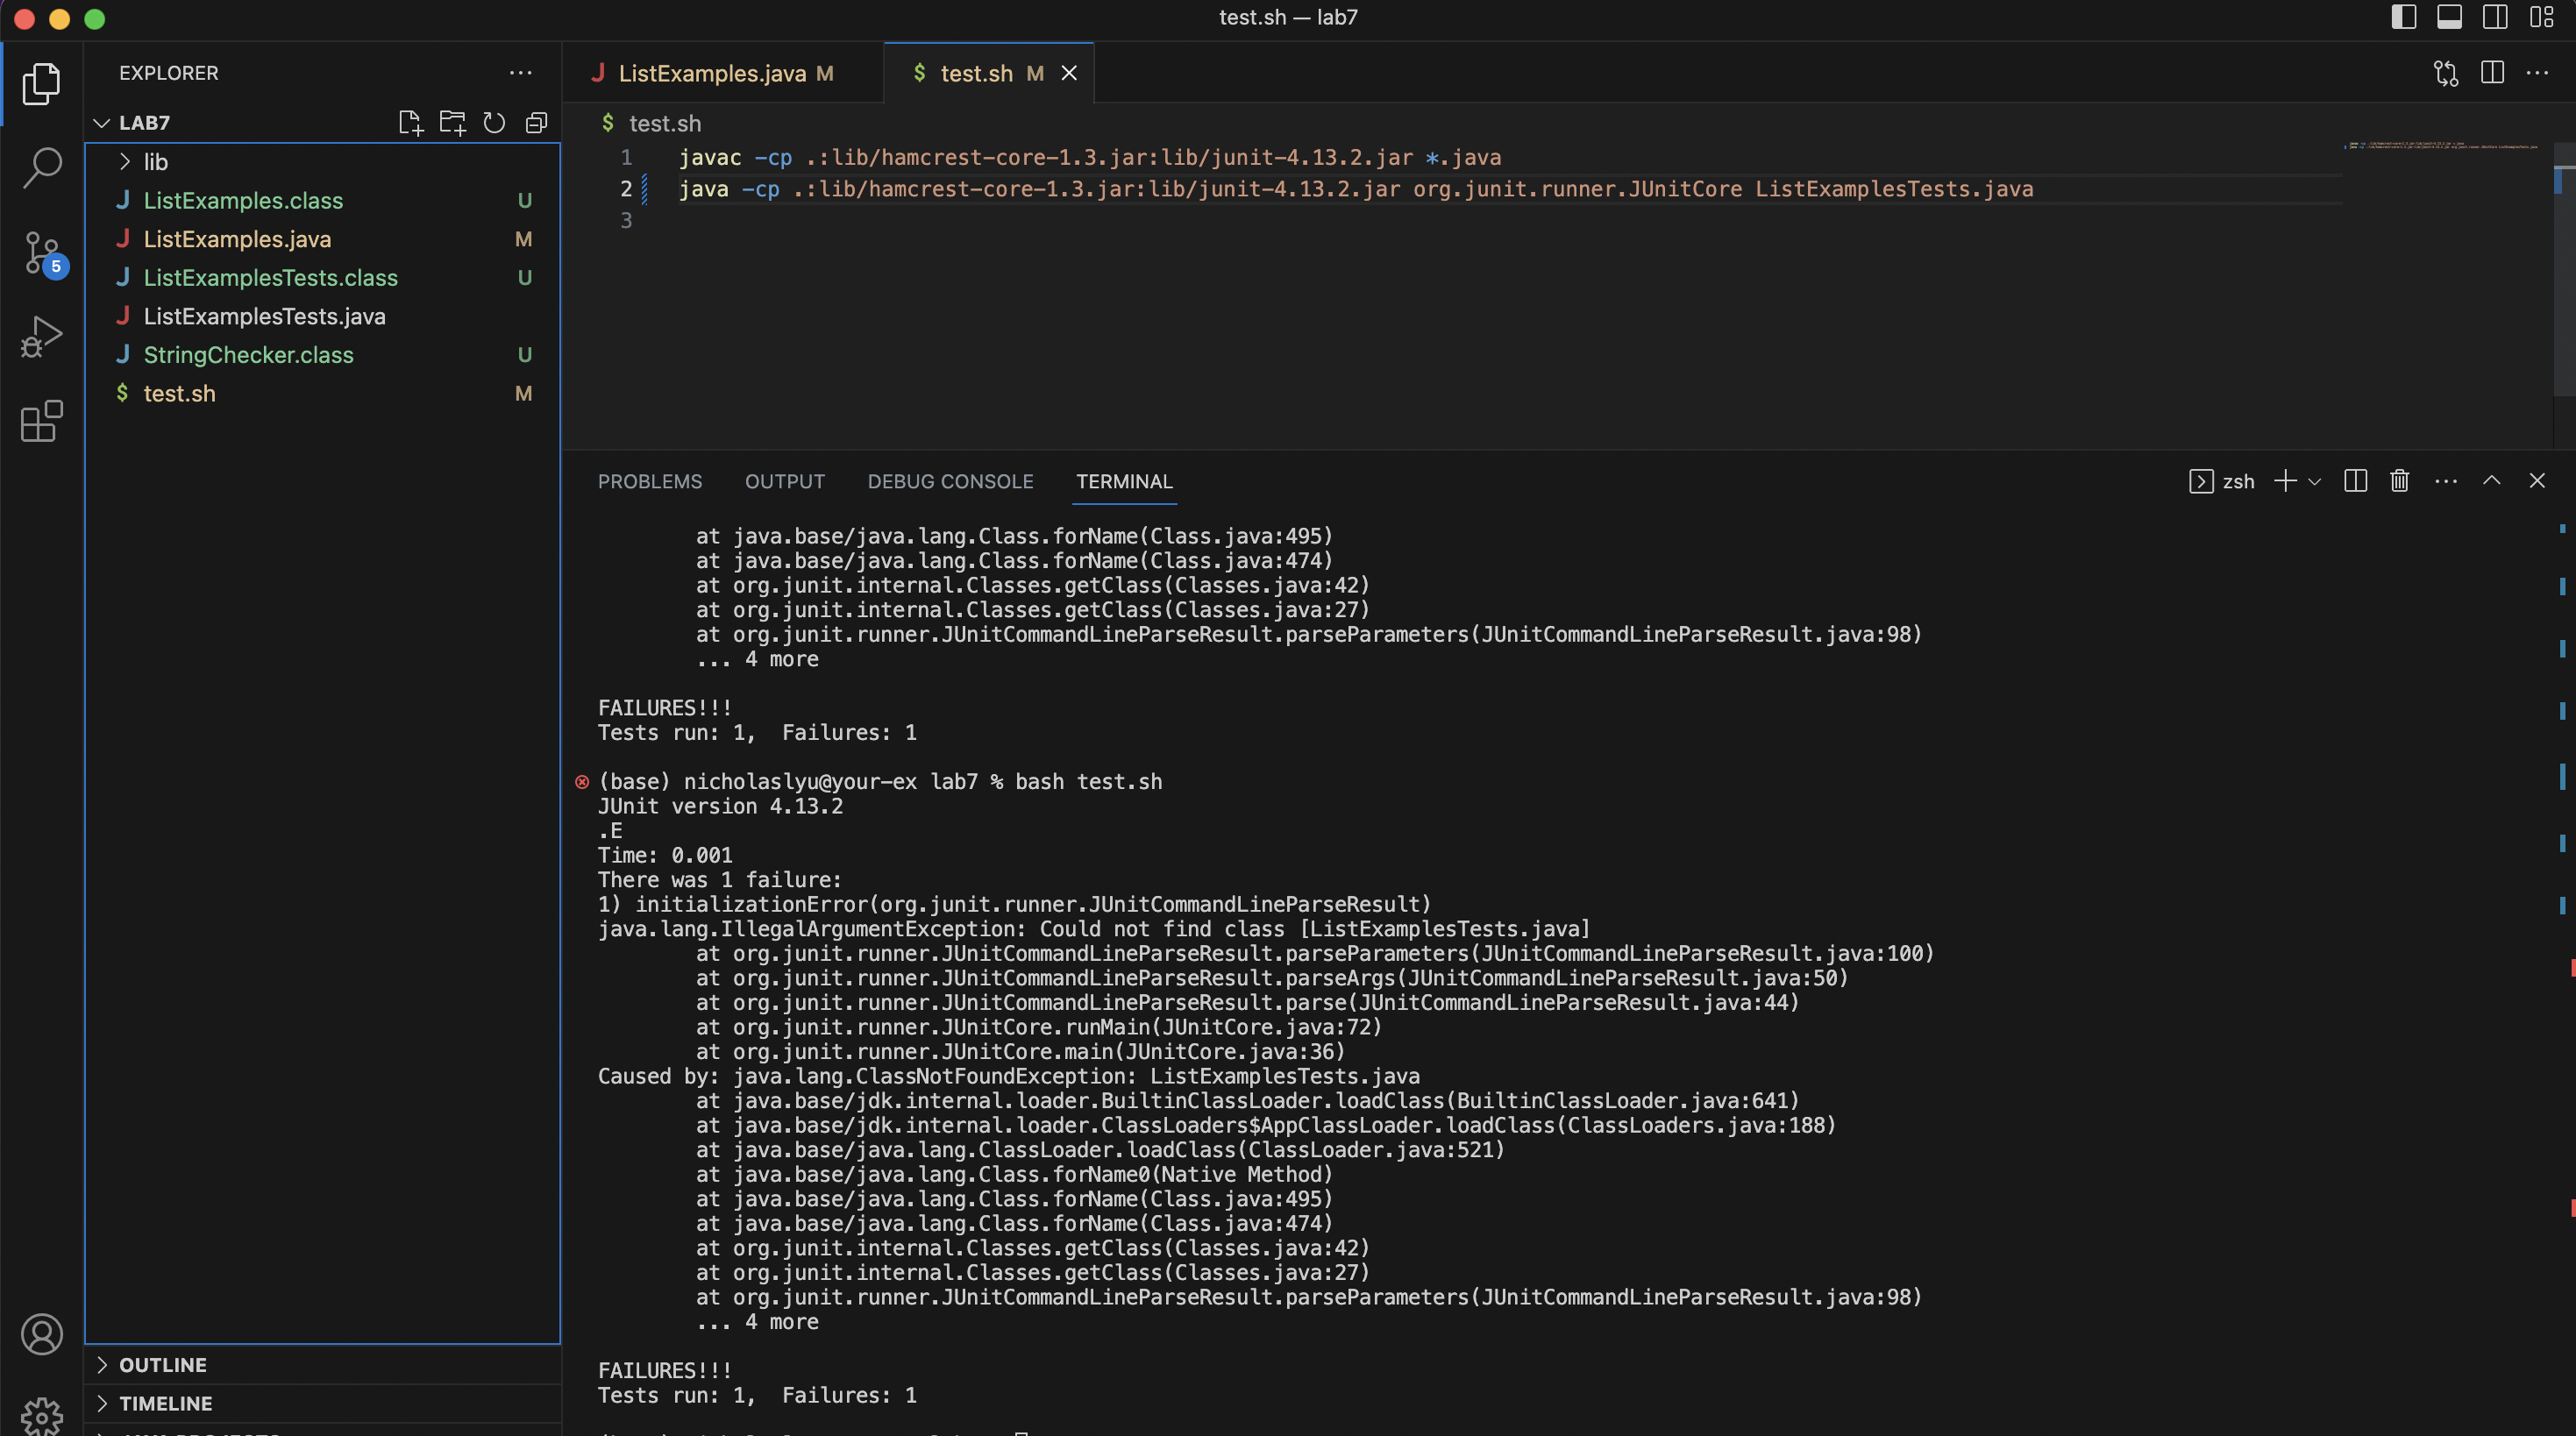 test.sh — lab7
EXPLORER
LAB7
lib
ListExamples.class U
ListExamples.java M
ListExamplesTests.class U
ListExamplesTests.java
StringChecker.class U
test.sh M
5
OUTLINE
TIMELINE
ListExamples.java M
test.sh M
test.sh
1 javac -cp .:lib/hamcrest-core-1.3.jar:lib/junit-4.13.2.jar *.java
2 java -cp .:lib/hamcrest-core-1.3.jar:lib/junit-4.13.2.jar org.junit.runner.JUnitCore ListExamplesTests.java
3
PROBLEMS OUTPUT DEBUG CONSOLE TERMINAL
zsh
at java.base/java.lang.Class.forName(Class.java:495)
at java.base/java.lang.Class.forName(Class.java:474)
at org.junit.internal.Classes.getClass(Classes.java:42)
at org.junit.internal.Classes.getClass(Classes.java:27)
at org.junit.runner.JUnitCommandLineParseResult.parseParameters(JUnitCommandLineParseResult.java:98)
... 4 more
FAILURES!!!
Tests run: 1,  Failures: 1
(base) nicholaslyu@your-ex lab7 % bash test.sh
JUnit version 4.13.2
.E
Time: 0.001
There was 1 failure:
1) initializationError(org.junit.runner.JUnitCommandLineParseResult)
java.lang.IllegalArgumentException: Could not find class [ListExamplesTests.java]
at org.junit.runner.JUnitCommandLineParseResult.parseParameters(JUnitCommandLineParseResult.java:100)
at org.junit.runner.JUnitCommandLineParseResult.parseArgs(JUnitCommandLineParseResult.java:50)
at org.junit.runner.JUnitCommandLineParseResult.parse(JUnitCommandLineParseResult.java:44)
at org.junit.runner.JUnitCore.runMain(JUnitCore.java:72)
at org.junit.runner.JUnitCore.main(JUnitCore.java:36)
Caused by: java.lang.ClassNotFoundException: ListExamplesTests.java
at java.base/jdk.internal.loader.BuiltinClassLoader.loadClass(BuiltinClassLoader.java:641)
at java.base/jdk.internal.loader.ClassLoaders$AppClassLoader.loadClass(ClassLoaders.java:188)
at java.base/java.lang.ClassLoader.loadClass(ClassLoader.java:521)
at java.base/java.lang.Class.forName0(Native Method)
at java.base/java.lang.Class.forName(Class.java:495)
at java.base/java.lang.Class.forName(Class.java:474)
at org.junit.internal.Classes.getClass(Classes.java:42)
at org.junit.internal.Classes.getClass(Classes.java:27)
at org.junit.runner.JUnitCommandLineParseResult.parseParameters(JUnitCommandLineParseResult.java:98)
... 4 more
FAILURES!!!
Tests run: 1,  Failures: 1